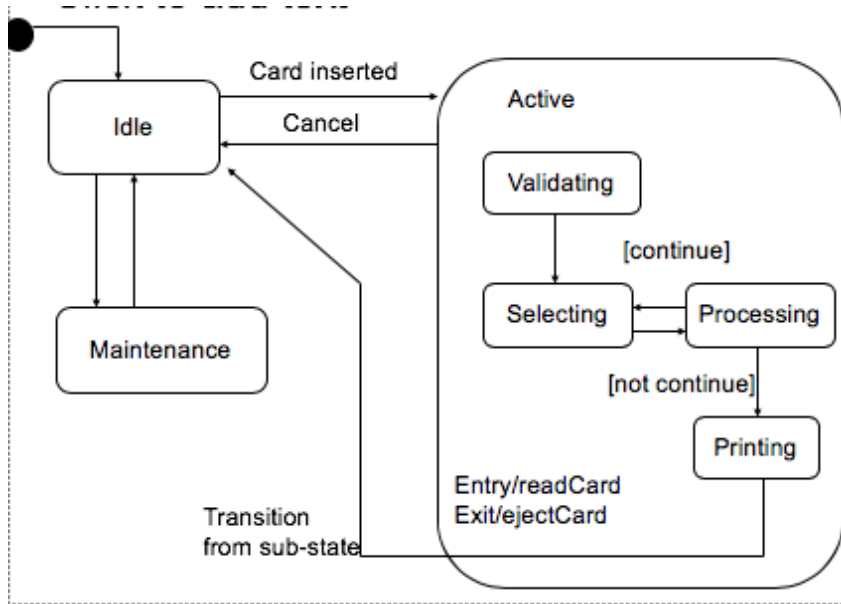 Card inserted
Active
Idle
Cancel
Validating
[continue]
Selecting
Processing
Maintenance
[not continue]
Printing
Entry/readCard
Exit/ejectCard
Transition
from sub-state